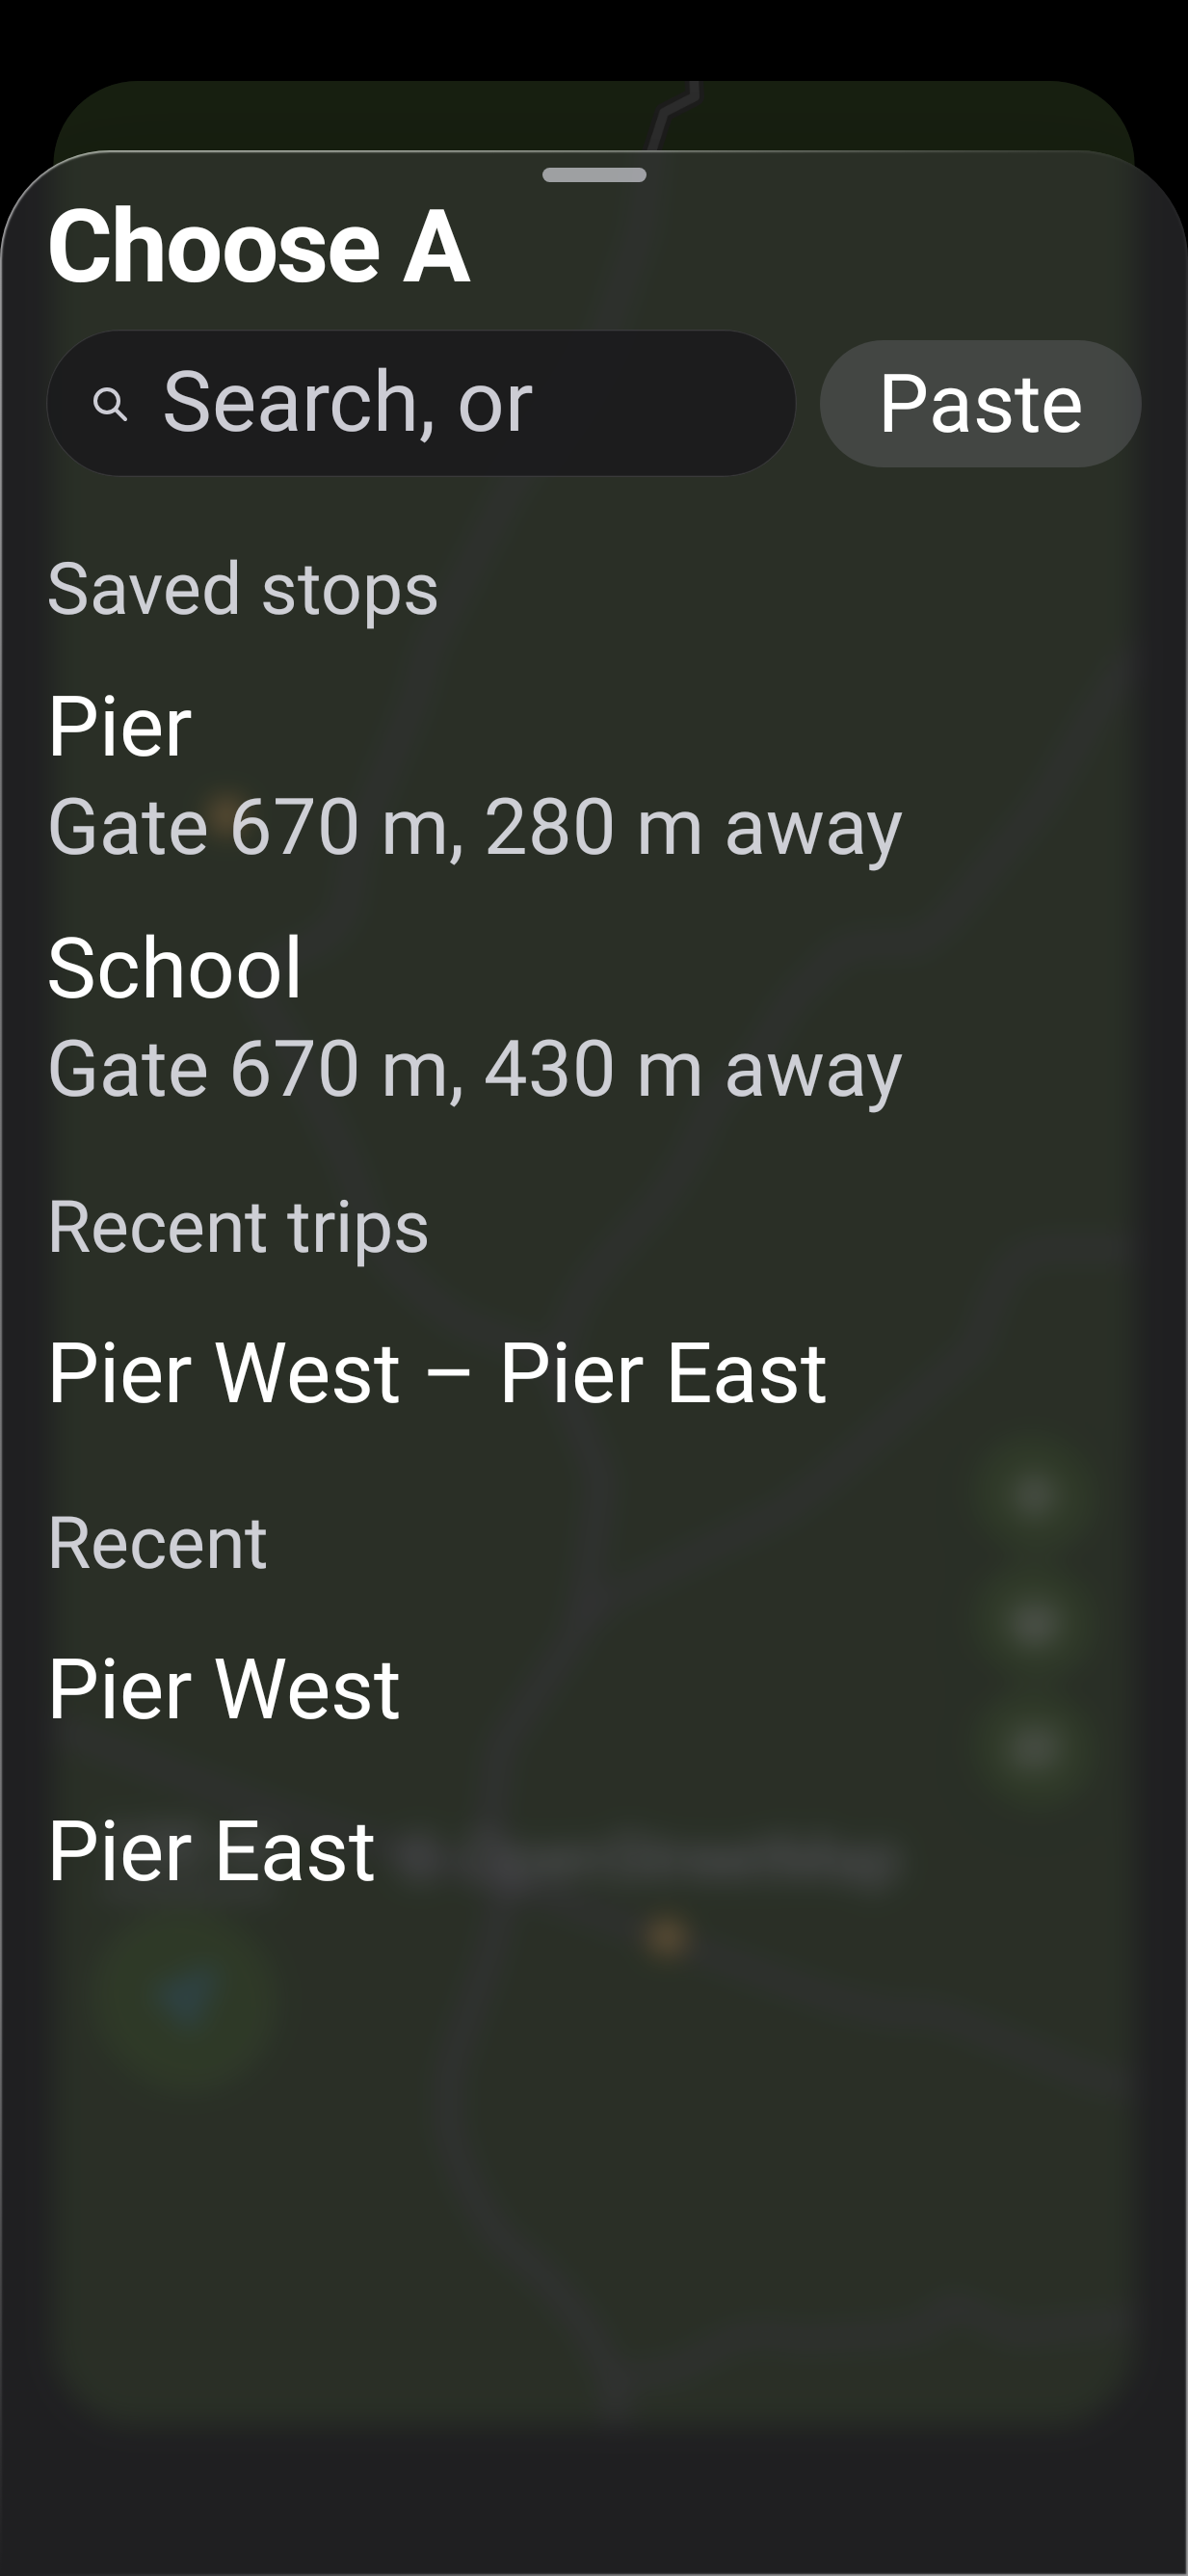 Choose A
Search, or
Paste
Saved stops
Pier
Gate 670 m, 280 m away
School
Gate 670 m, 430 m away
Recent trips
Pier West – Pier East
Recent
Pier West
Pier East